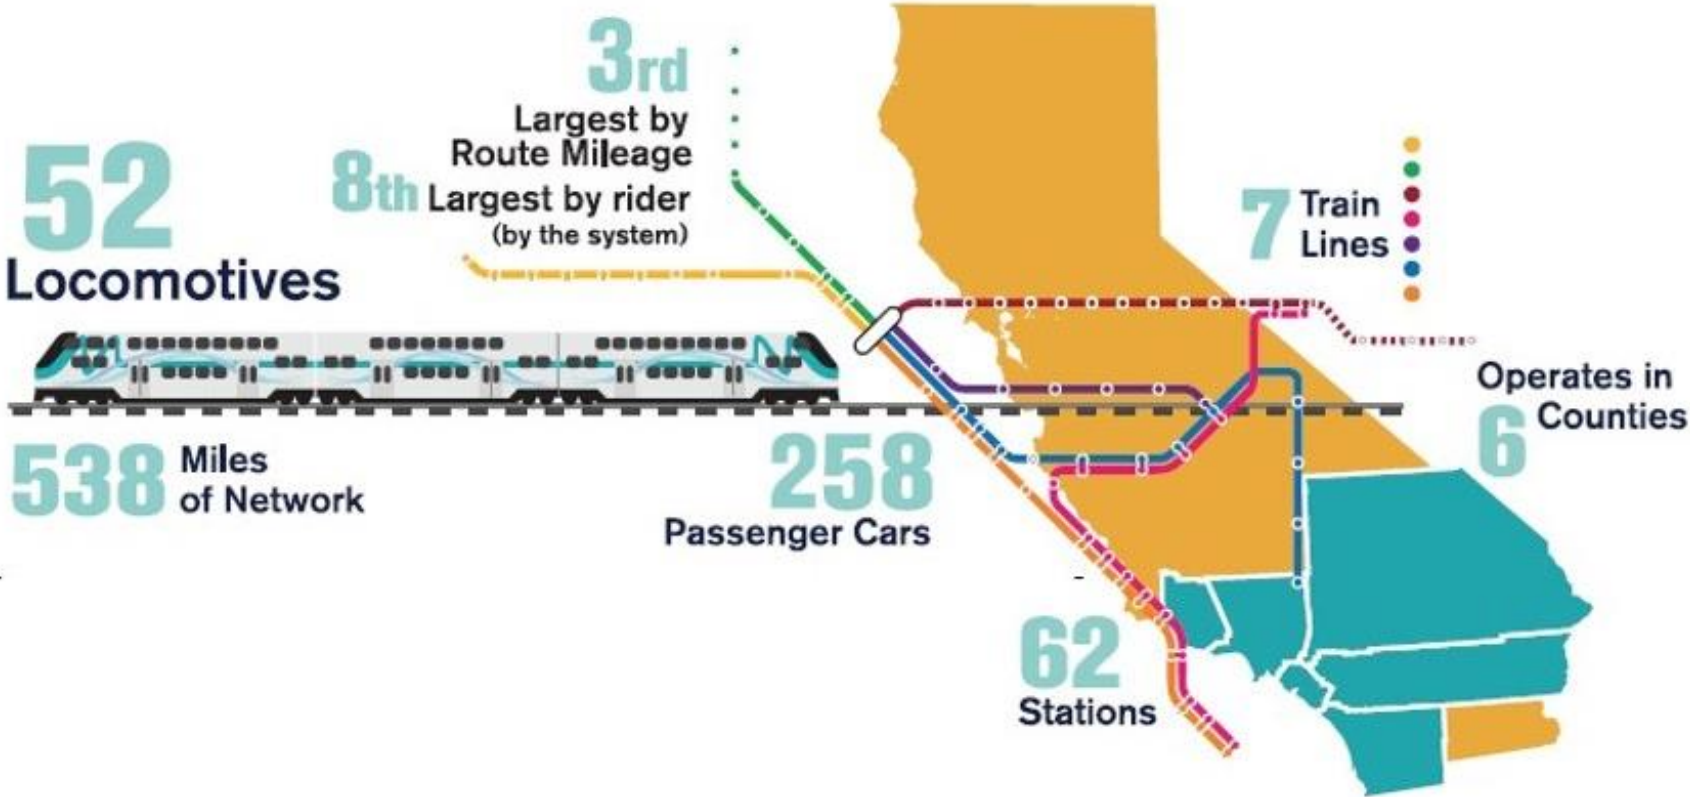 3rd
Largest by
Route Mileage
8th Largest by rider
(by the system)
52
Locomotives
7 Train
Lines
Operates in
6 Counties
538 Miles
of Network
258
Passenger Cars
62
Stations